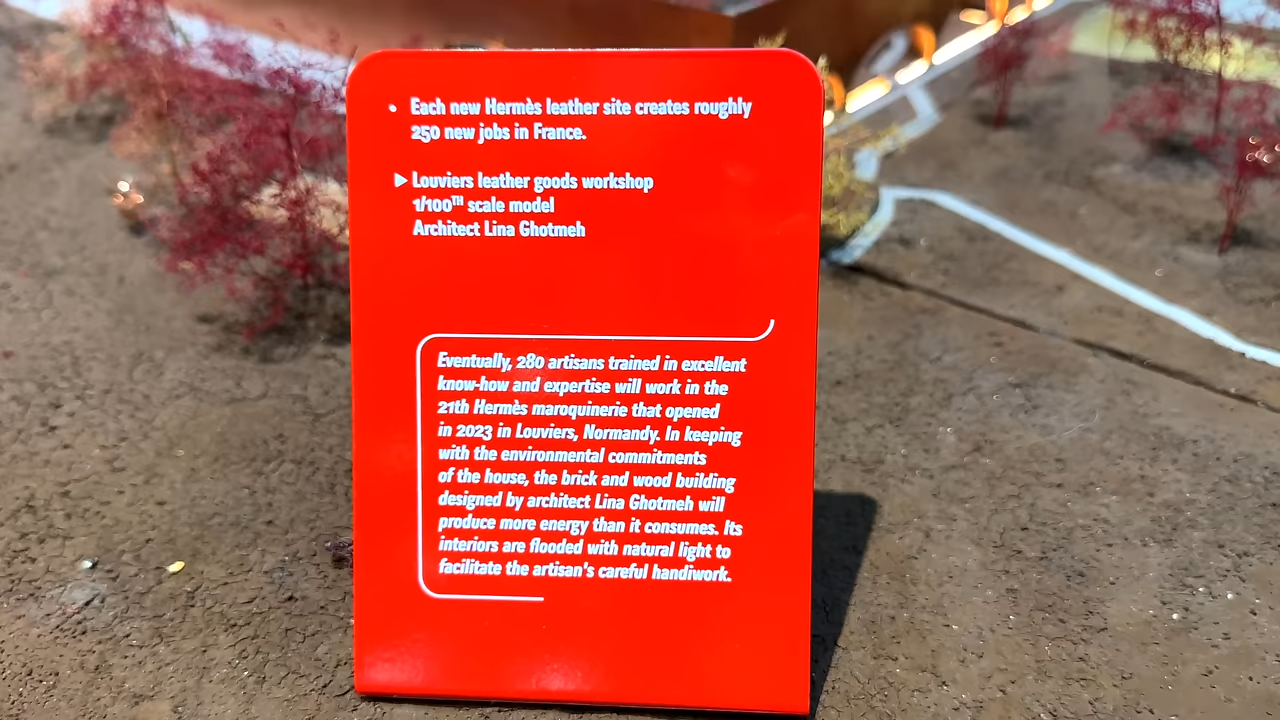 • Each new Hermès leather site creates roughly
250 new jobs in France.
▶ Louviers leather goods workshop
1/100TH scale model
Architect Lina Ghotmeh
Eventually, 280 artisans trained in excellent
know-how and expertise will work in the
21th Hermès maroquinerie that opened
in 2023 in Louviers, Normandy. In keeping
with the environmental commitments
of the house, the brick and wood building
designed by architect Lina Ghotmeh will
produce more energy than it consumes. Its
interiors are flooded with natural light to
facilitate the artisan's careful handiwork.